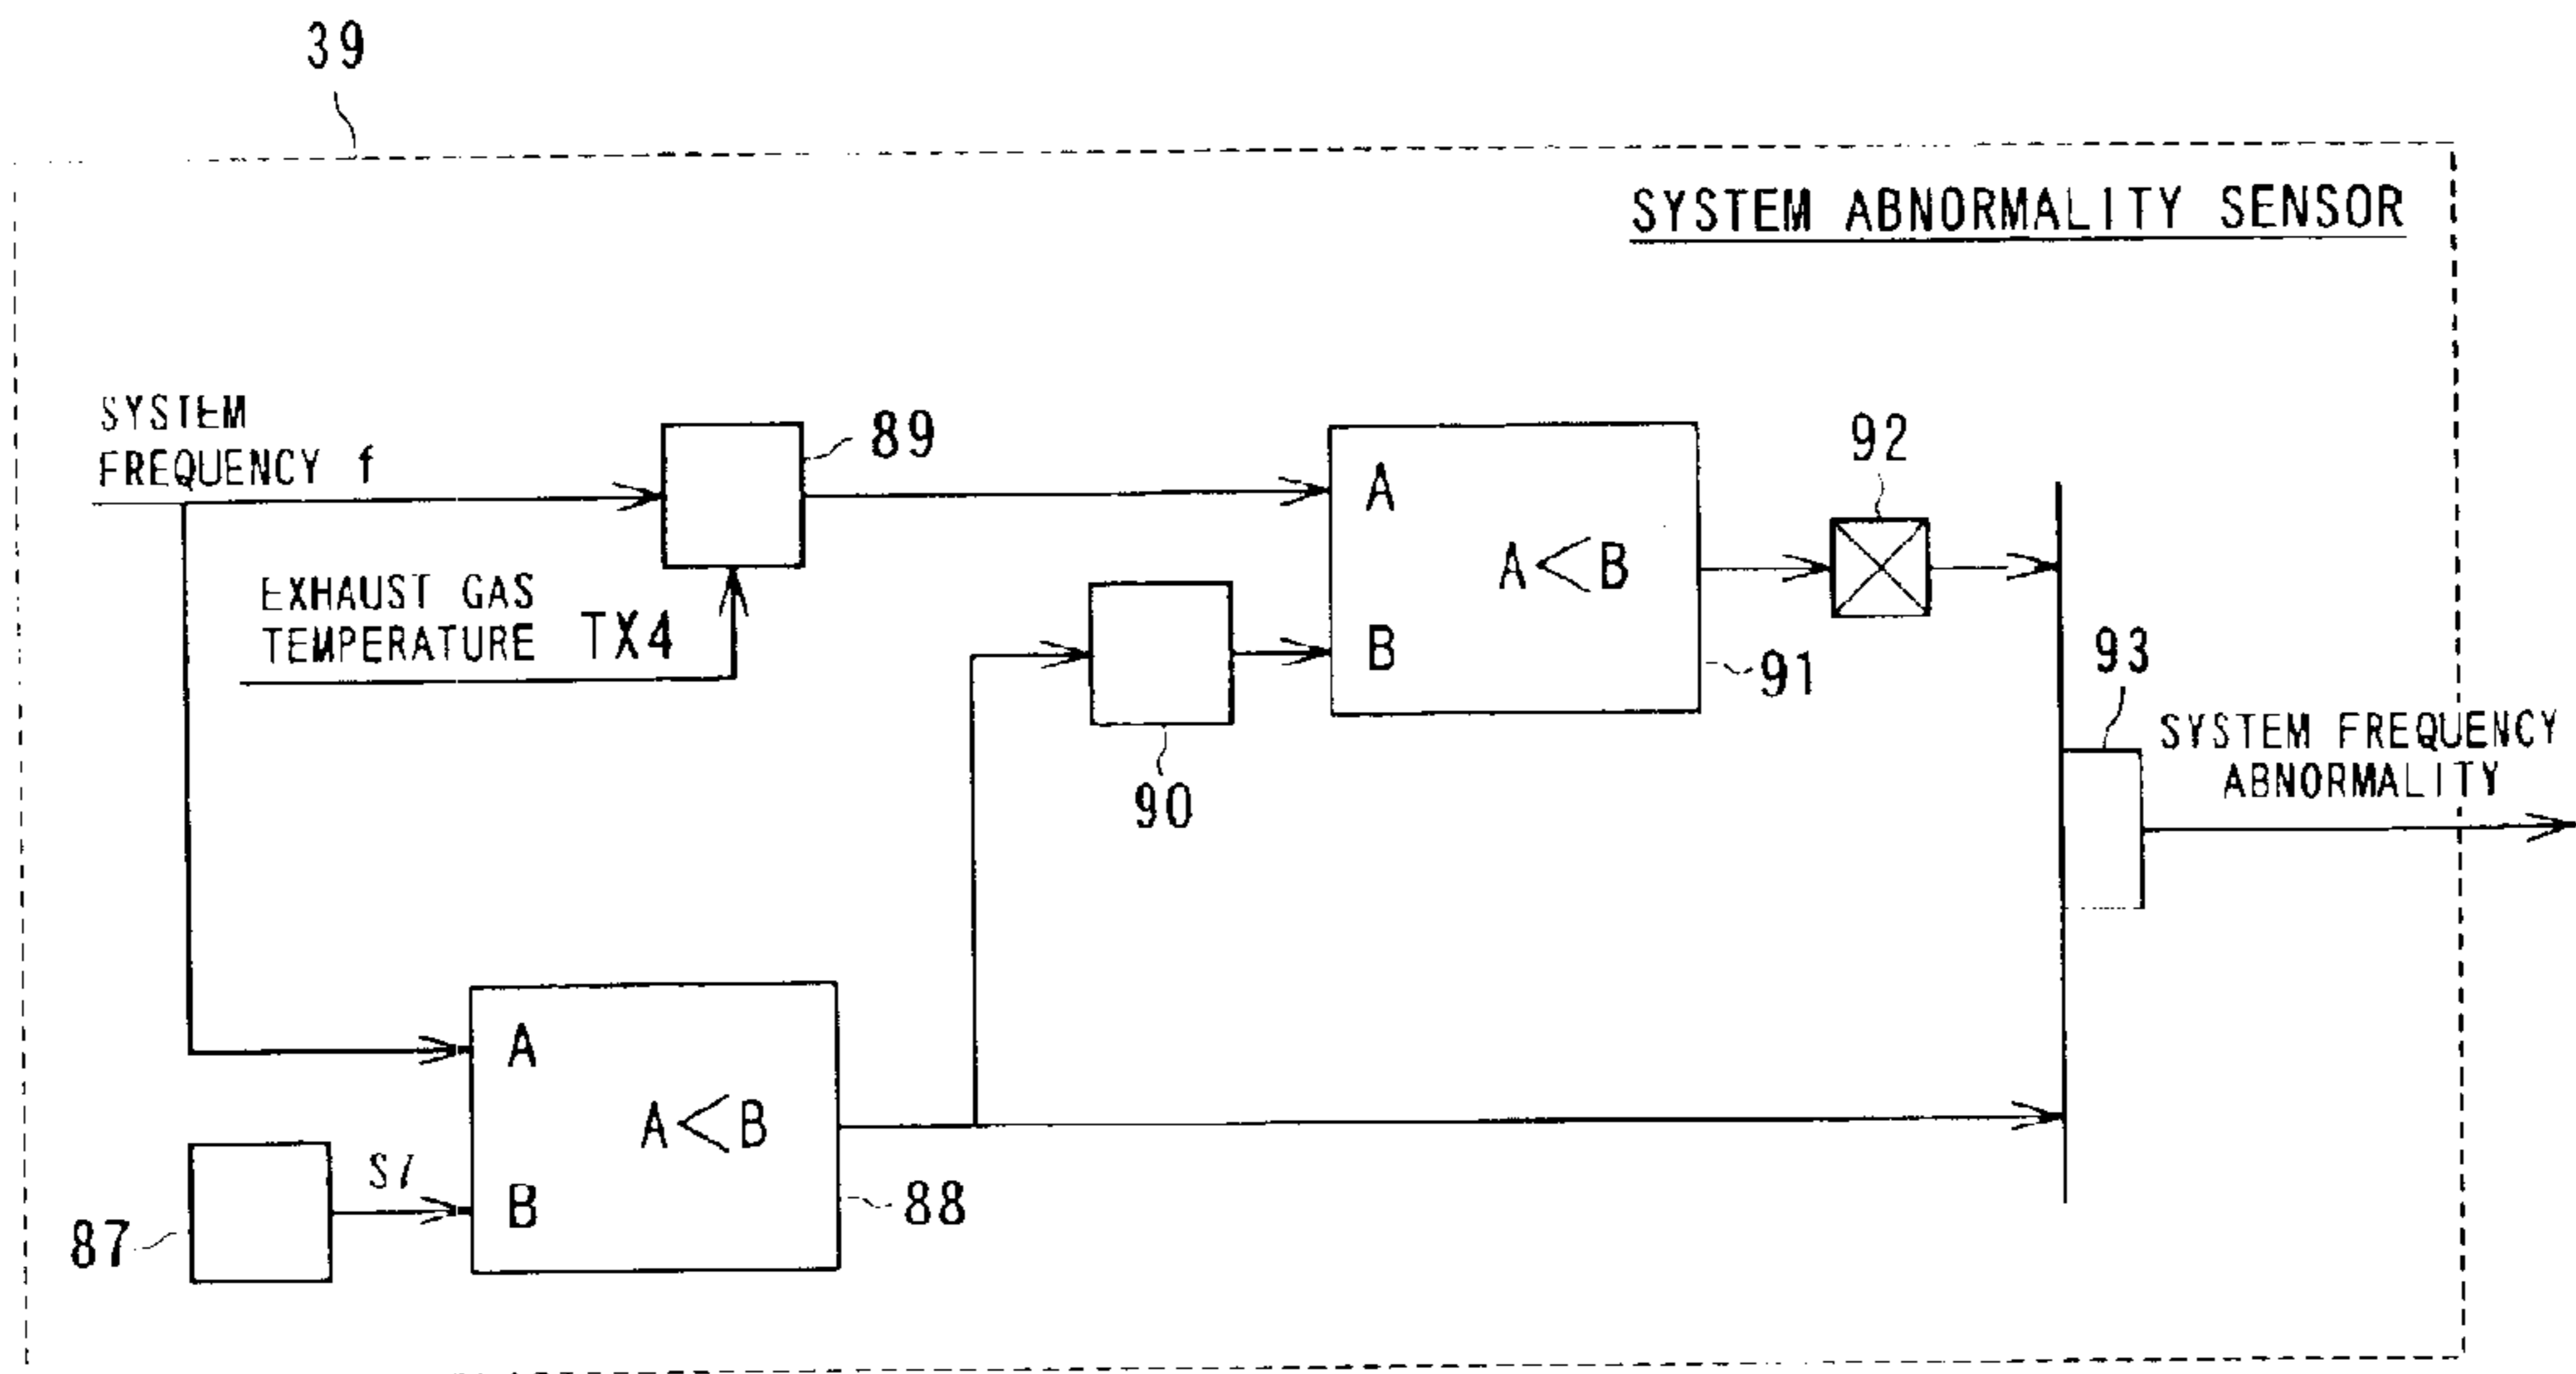 39
SYSTEM ABNORMALITY SENSOR
SYSTEM
FREQUENCY f
89
EXHAUST GAS
TEMPERATURE TX4
A
A<B
B
91
92
90
93
SYSTEM FREQUENCY
ABNORMALITY
A
A<B
B
88
87
S7